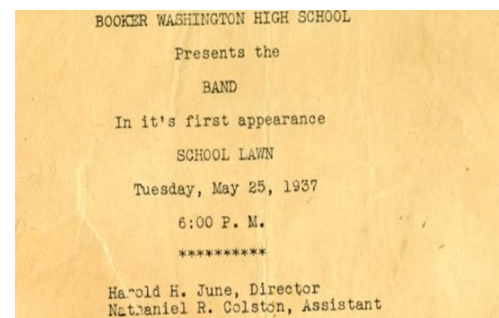 BOOKER WASHINGTON HIGH SCHOOL
Presents the
BAND
In it's first appearance
SCHOOL LAWN
Tuesday, May 25, 1937
6:00 P. M.
**********
Harold H. June, Director
Nathaniel R. Colston, Assistant